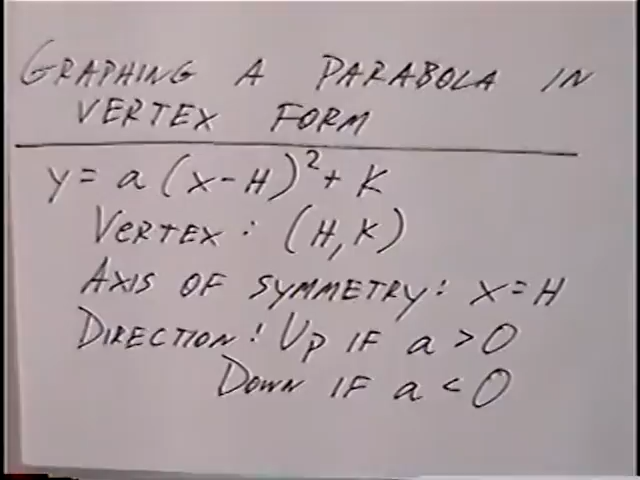 GRAPHING A PARABOLA IN
VERTEX FORM
y = a (x - H)² + K
VERTEX : (H, K)
AXIS OF SYMMETRY: X = H
DIRECTION: UP IF a > 0
DOWN IF a < 0